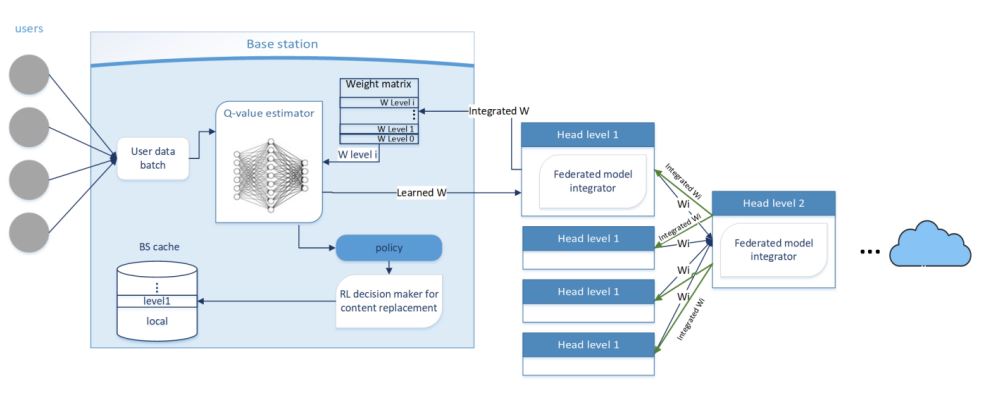 users
Base station
Weight matrix
W Level i
⋮
W Level 1
W Level 0
Q-value estimator
User data
batch
W level i
Integrated W
Learned W
policy
RL decision maker for
content replacement
BS cache
⋮
level1
local
Head level 1
Federated model
integrator
Head level 1
Head level 1
Head level 1
Integrated Wi
Wi
Integrated Wi
Wi
Wi
Wi
Integrated Wi
Head level 2
Federated model
integrator
...